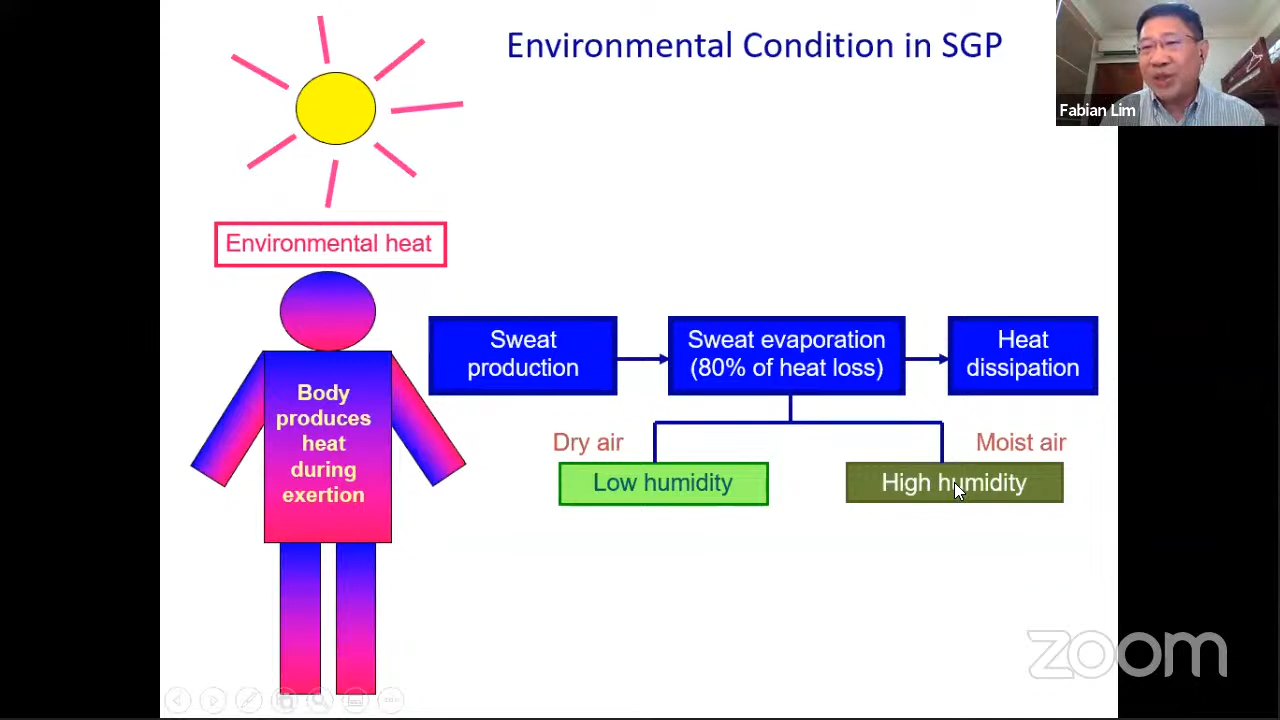 Environmental Condition in SGP
Fabian Lim
Environmental heat
Body
produces
heat
during
exertion
Sweat
production
Sweat evaporation
(80% of heat loss)
Heat
dissipation
Dry air
Moist air
Low humidity
High humidity
zoom